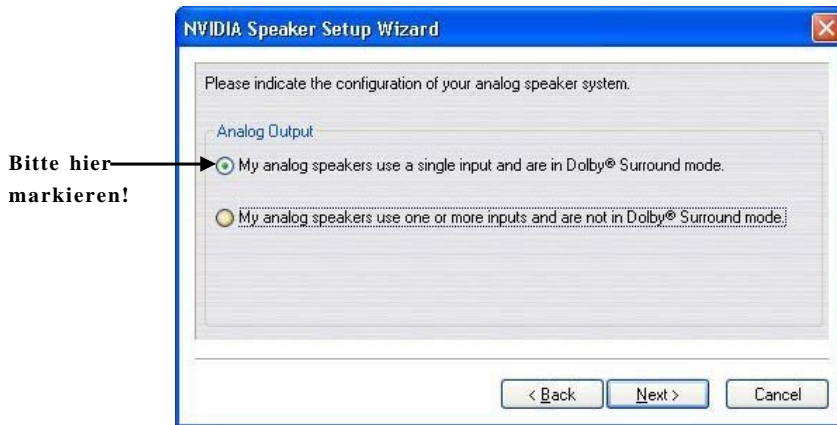 NVIDIA Speaker Setup Wizard
Please indicate the configuration of your analog speaker system.
Analog Output
Bitte hier
markieren!
My analog speakers use a single input and are in Dolby® Surround mode.
My analog speakers use one or more inputs and are not in Dolby® Surround mode.
< Back
Next >
Cancel